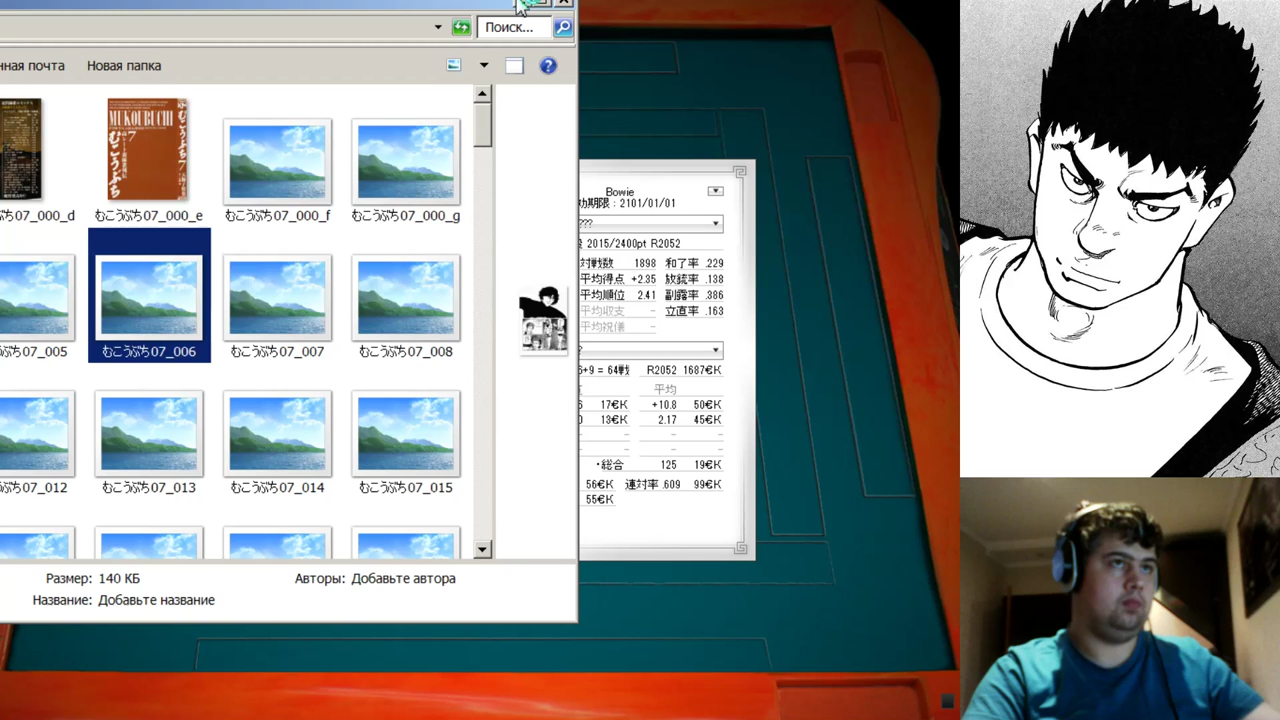 Поиск...
нная почта Новая папка
MUKOUBUCHI
むこうぶち
7
ぶち07_000_d むこうぶち07_000_e むこうぶち07_000_f むこうぶち07_000_g
ぶち07_005 むこうぶち07_006 むこうぶち07_007 むこうぶち07_008
ぶち07_012 むこうぶち07_013 むこうぶち07_014 むこうぶち07_015
Размер: 140 КБ Авторы: Добавьте автора
Название: Добавьте название
Bowie
効期限：2101/01/01
???
2015/2400pt R2052
対戦数 1898 和了率 .229
平均得点 +2.35 放銃率 .138
平均順位 2.41 副露率 .386
平均収支 - 立直率 .163
平均祝儀 -
6+9 = 64戦 R2052 1687€K
平均
17€K +10.8 50€K
13€K 2.17 45€K
・総合 125 19€K
56€K 連対率 .609 99€K
55€K